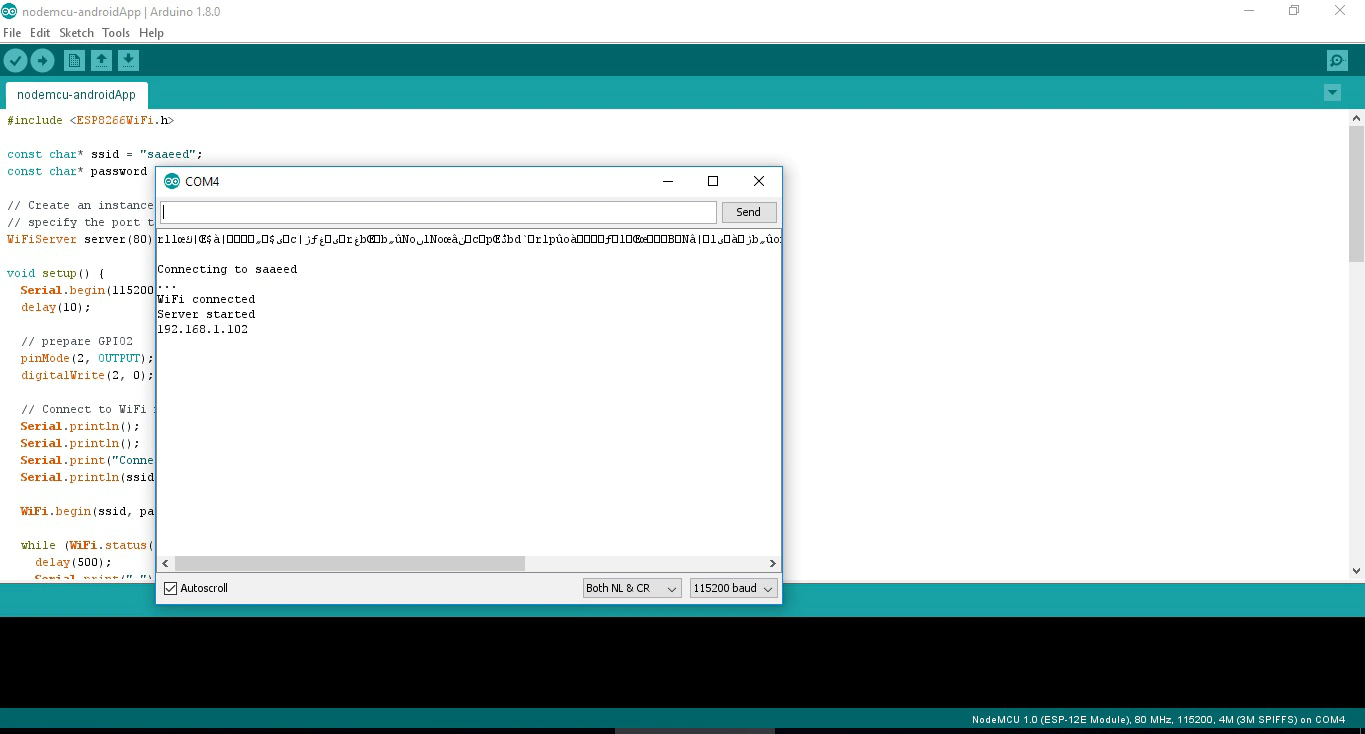 nodemcu-androidApp | Arduino 1.8.0
File Edit Sketch Tools Help
nodemcu-androidApp
#include <ESP8266WiFi.h>
const char* ssid = "saaeed";
const char* password
// Create an instance
// specify the port t
WiFiServer server(80)
void setup() {
Serial.begin(115200
delay(10);
// prepare GPIO2
pinMode(2, OUTPUT);
digitalWrite(2, 0);
// Connect to WiFi
Serial.println();
Serial.println();
Serial.print("Conne
Serial.println(ssid
WiFi.begin(ssid, pa
while (WiFi.status(
delay(500);
Serial.print(".")
COM4
Send
Connecting to saaeed
...
WiFi connected
Server started
192.168.1.102
Autoscroll
Both NL & CR
115200 baud
NodeMCU 1.0 (ESP-12E Module), 80 MHz, 115200, 4M (3M SPIFFS) on COM4